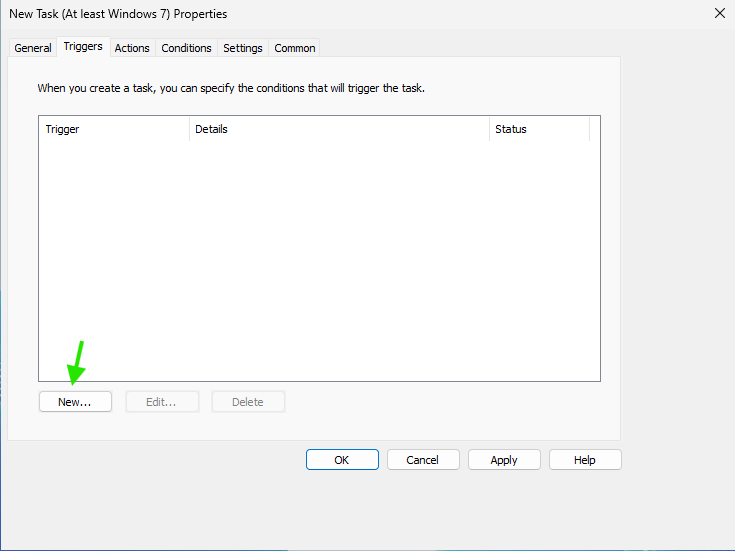 New Task (At least Windows 7) Properties
General Triggers Actions Conditions Settings Common
When you create a task, you can specify the conditions that will trigger the task.
Trigger Details Status
New... Edit... Delete
OK Cancel Apply Help